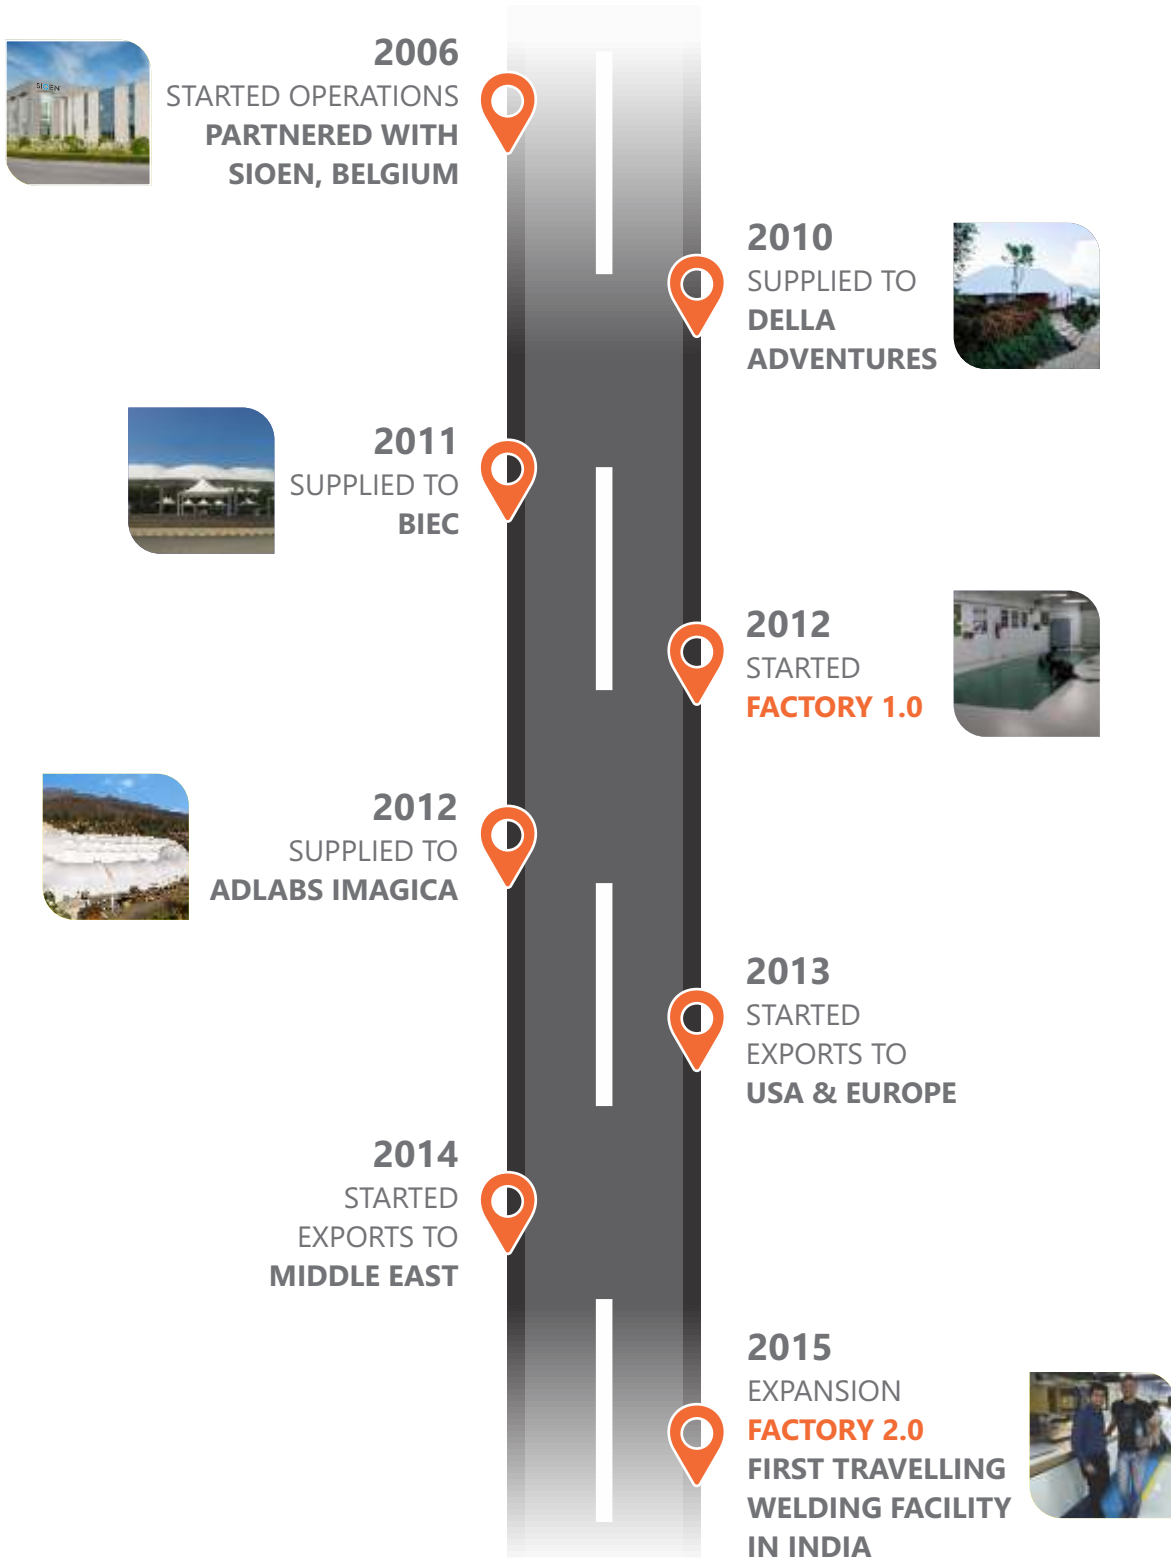 2006
STARTED OPERATIONS
PARTNERED WITH
SIOEN, BELGIUM
SIOEN
2010
SUPPLIED TO
DELLA
ADVENTURES
2011
SUPPLIED TO
BIEC
2012
STARTED
FACTORY 1.0
2012
SUPPLIED TO
ADLABS IMAGICA
2013
STARTED
EXPORTS TO
USA & EUROPE
2014
STARTED
EXPORTS TO
MIDDLE EAST
2015
EXPANSION
FACTORY 2.0
FIRST TRAVELLING
WELDING FACILITY
IN INDIA